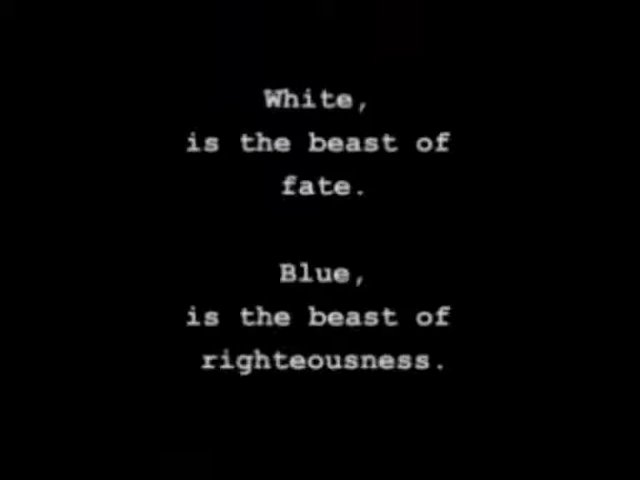 White,
is the beast of
fate.
Blue,
is the beast of
righteousness.